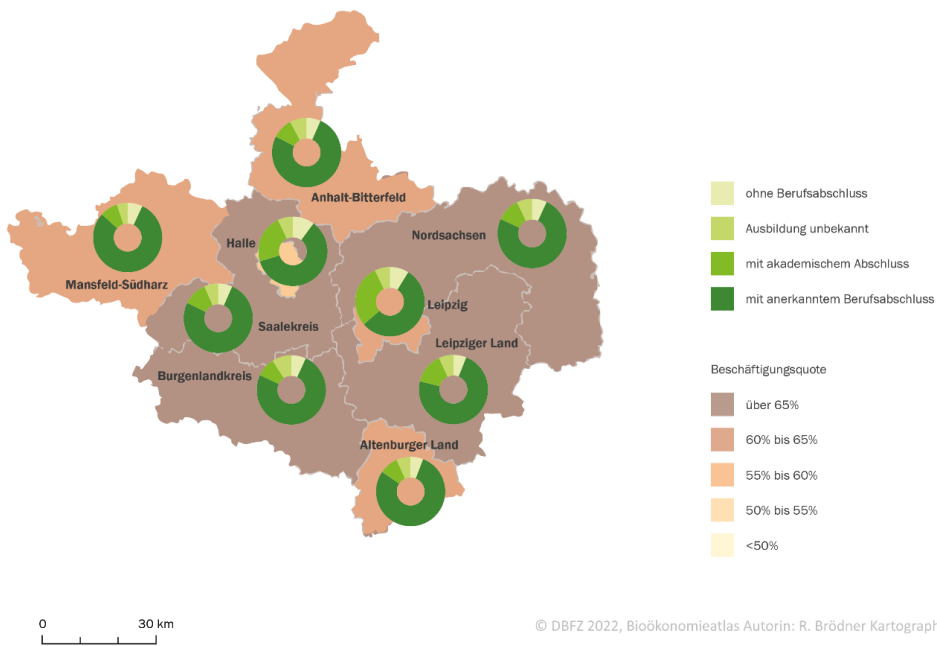 Anhalt-Bitterfeld
Nordsachsen
Halle
Mansfeld-Südharz
Leipzig
Saalekreis
Leipziger Land
Burgenlandkreis
Altenburger Land
ohne Berufsabschluss
Ausbildung unbekannt
mit akademischem Abschluss
mit anerkanntem Berufsabschluss
Beschäftigungsquote
über 65%
60% bis 65%
55% bis 60%
50% bis 55%
<50%
0 30 km
© DBFZ 2022, Bioökonomieatlas Autorin: R. Brödner Kartograph